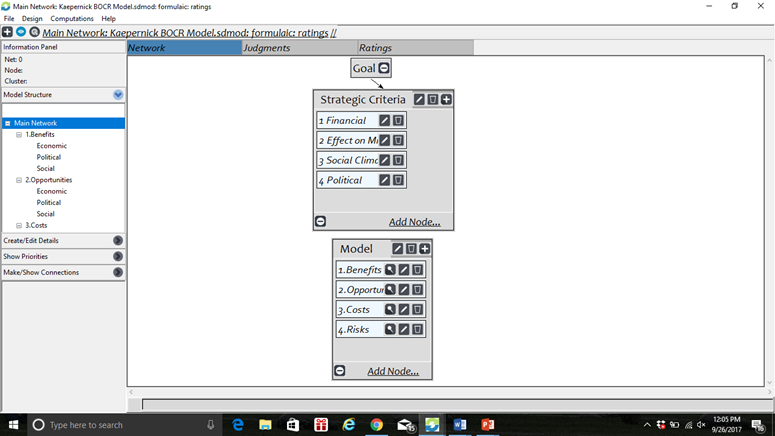 Main Network: Kaepernick BOCR Model.sdmod: formulaic: ratings
File Design Computations Help
Main Network: Kaepernick BOCR Model.sdmod: formulaic: ratings //
Information Panel
Net: 0
Node:
Cluster:
Model Structure
Main Network
1.Benefits
Economic
Political
Social
2.Opportunities
Economic
Political
Social
3.Costs
Create/Edit Details
Show Priorities
Make/Show Connections
Network Judgments Ratings
Goal
Strategic Criteria
1 Financial
2 Effect on Mi
3 Social Clima
4 Political
Add Node...
Model
1.Benefits
2.Opportun
3.Costs
4.Risks
Add Node...
Type here to search
15
12:05 PM
9/26/2017
16